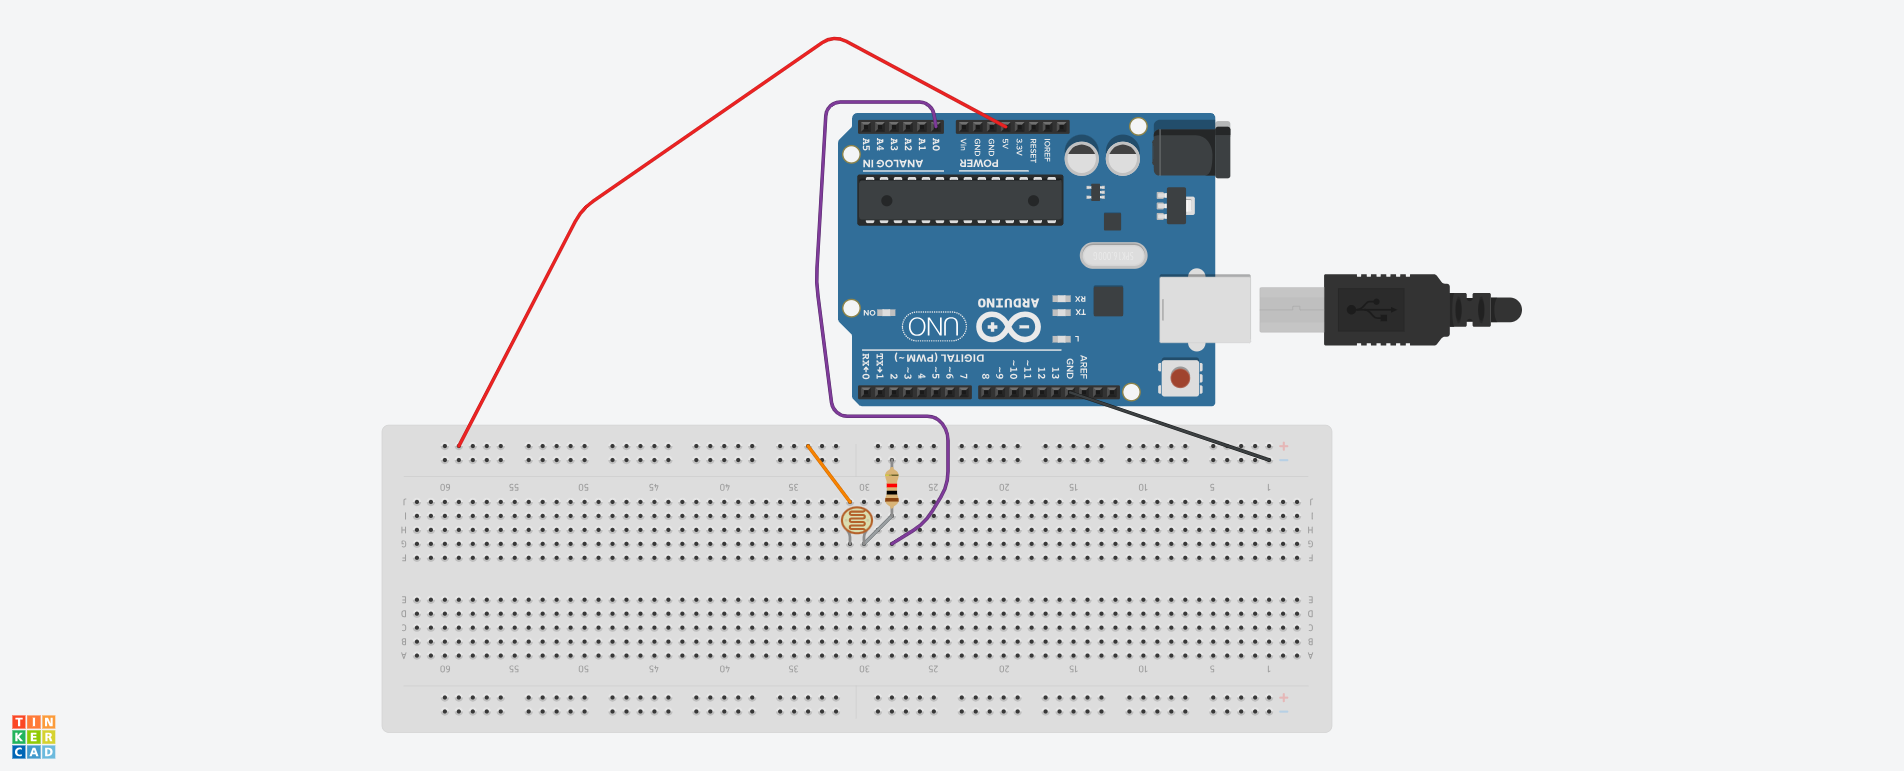 A5 A4 A3 A2 A1 A0 Vin GND GND 5V 3.3V RESET IOREF
ANALOG IN POWER
ARDUINO
RX
TX
ON
UNO
L
DIGITAL (PWM ~)
RX←0 TX→1 2 ~3 4 ~5 ~6 7 8 ~9 ~10 ~11 12 13 GND AREF
+
−
60 55 50 45 40 35 30 25 20 15 10 5 1
J J
I I
H H
G G
F F
E E
D D
C C
B B
A A
60 55 50 45 40 35 30 25 20 15 10 5 1
+
−
TIN
KER
CAD